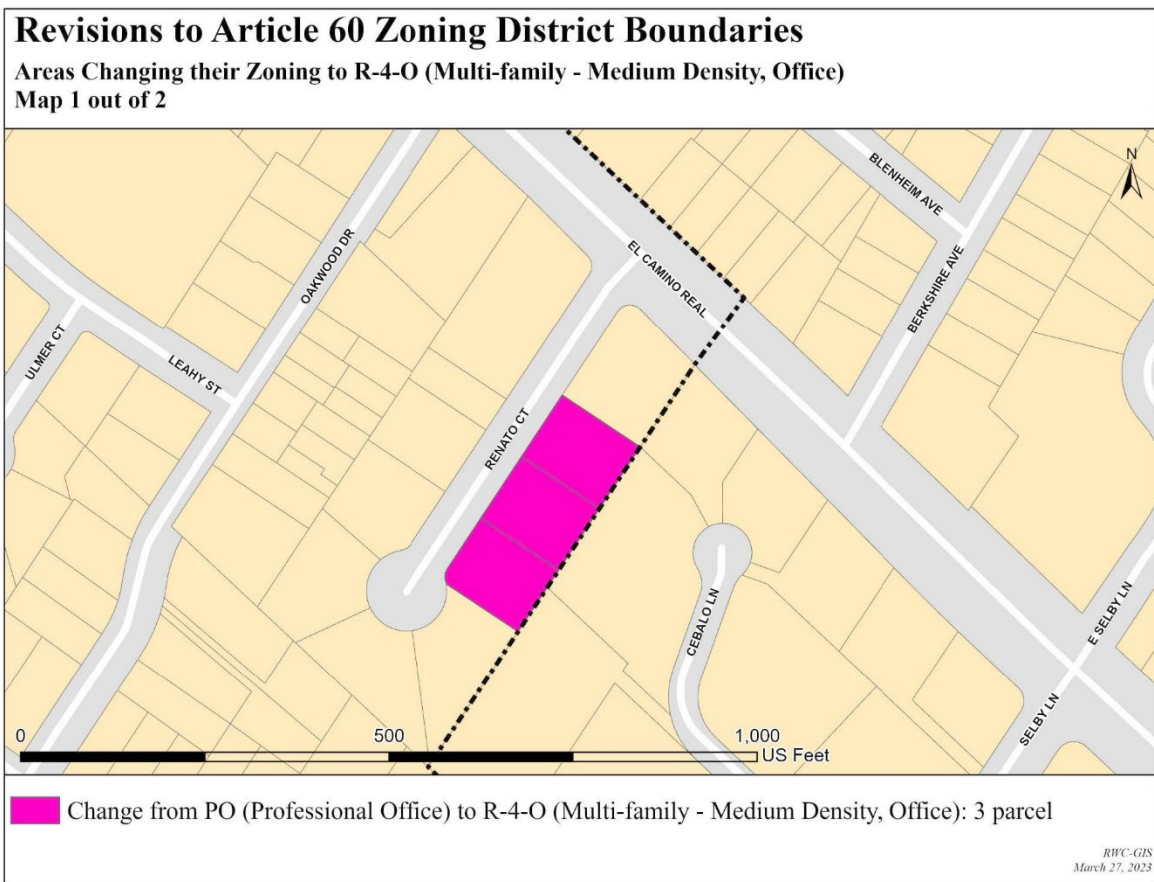 Revisions to Article 60 Zoning District Boundaries
Areas Changing their Zoning to R-4-O (Multi-family - Medium Density, Office)
Map 1 out of 2
N
BLENHEIM AVE
OAKWOOD DR
EL CAMINO REAL
BERKSHIRE AVE
ULMER CT
LEAHY ST
RENATO CT
CEBALO LN
E SELBY LN
SELBY LN
0 500 1,000
US Feet
Change from PO (Professional Office) to R-4-O (Multi-family - Medium Density, Office): 3 parcel
RWC-GIS
March 27, 2023